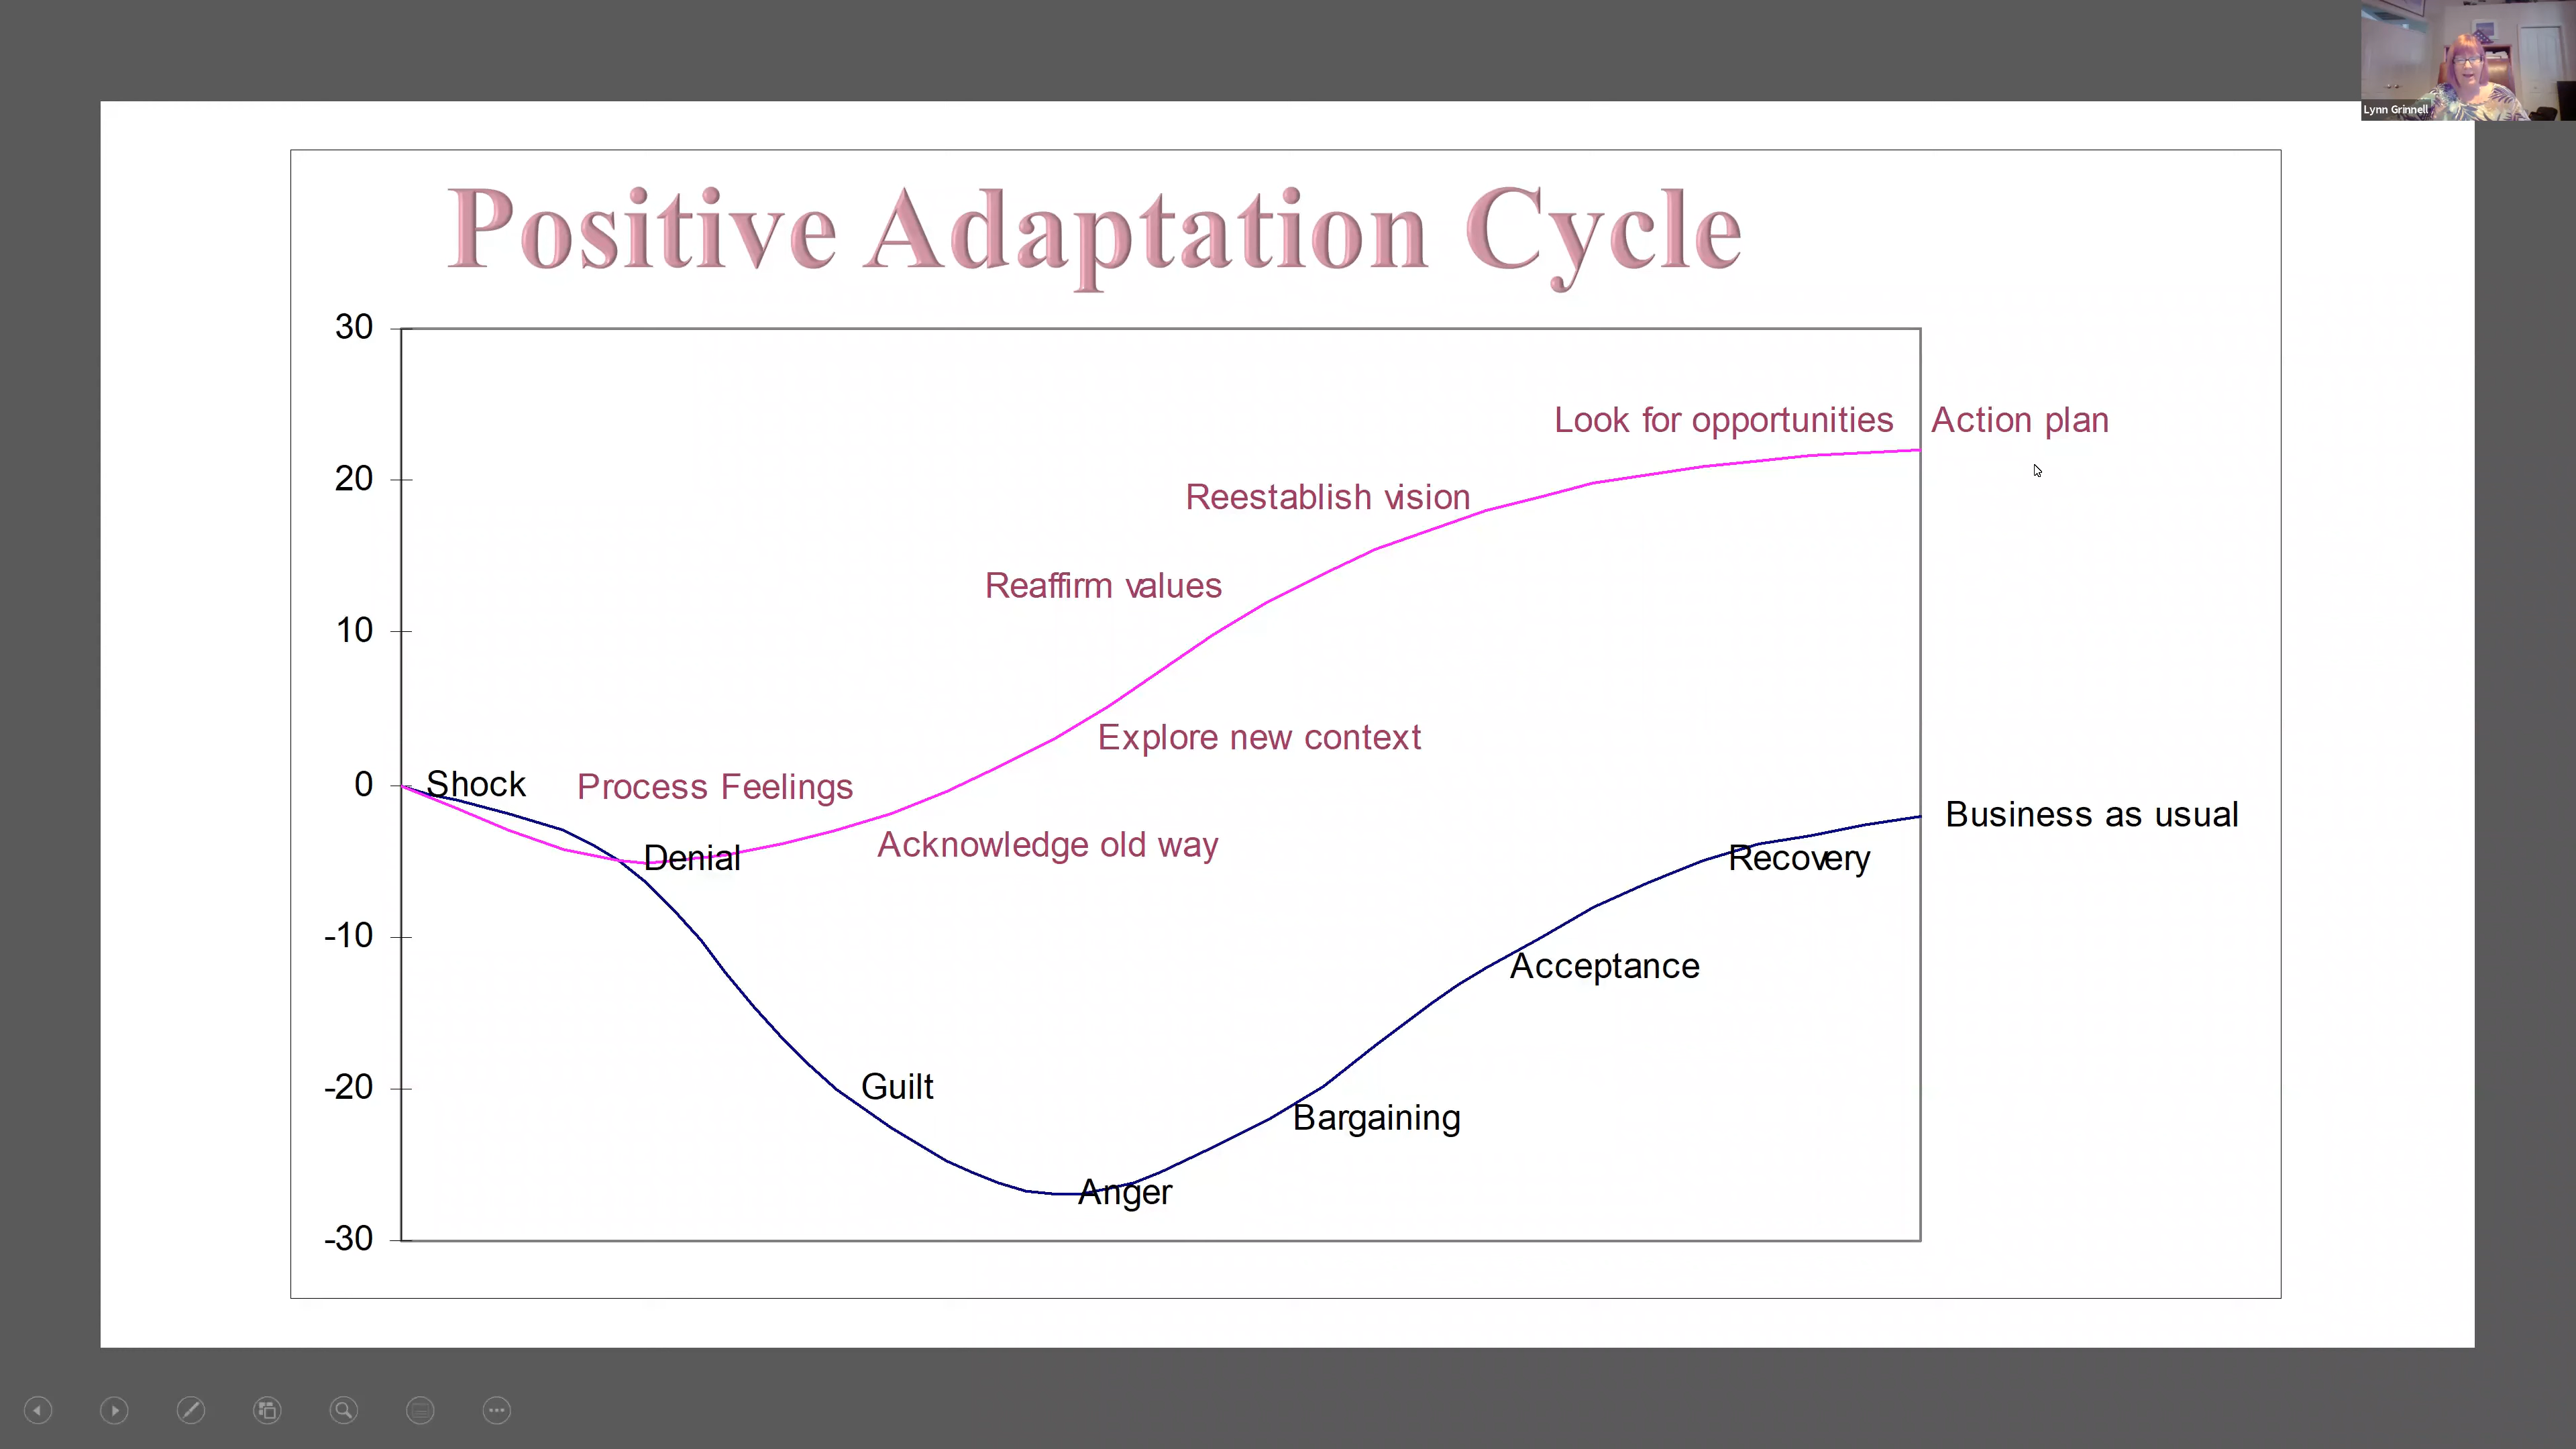 Lynn Grinnell
Positive Adaptation Cycle
30
Look for opportunities Action plan
20
Reestablish vision
Reaffirm values
10
Explore new context
0
Shock
Process Feelings
Business as usual
Acknowledge old way
Denial
Recovery
-10
Acceptance
-20
Guilt
Bargaining
Anger
-30